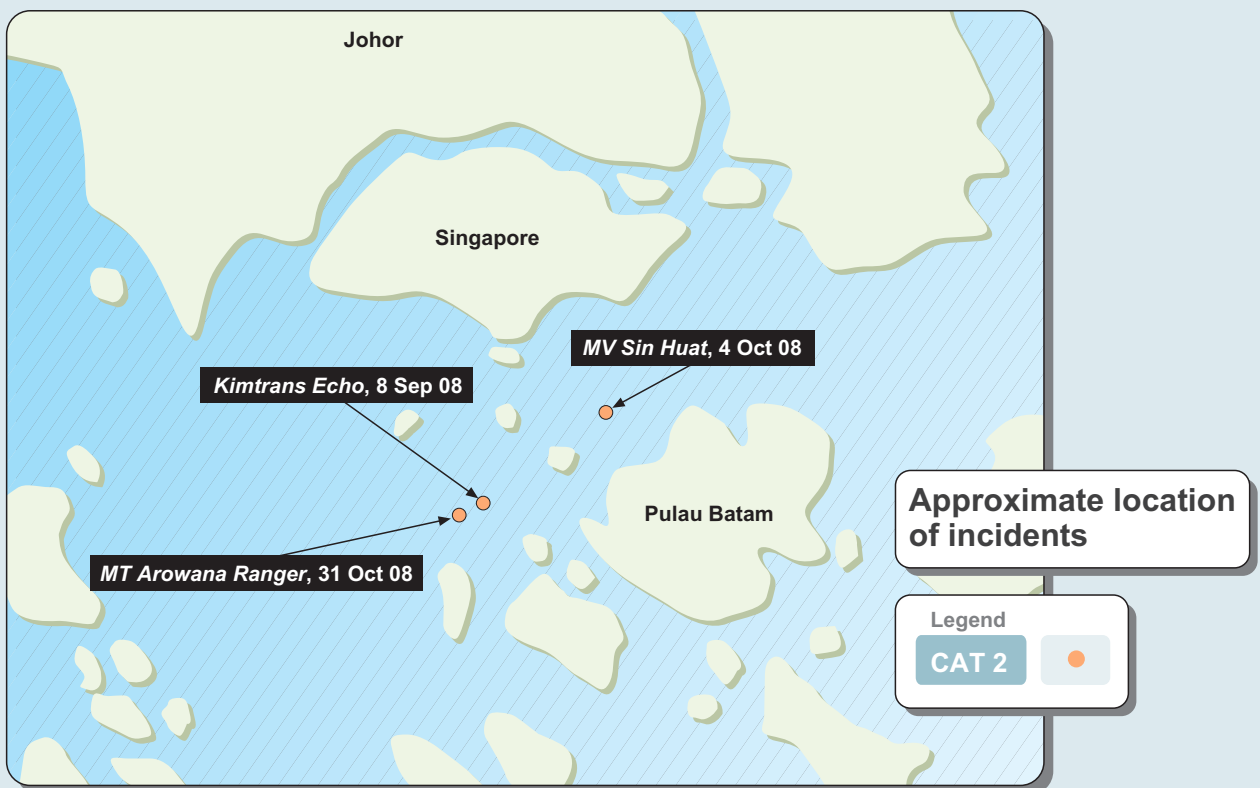 Johor
Singapore
MV Sin Huat, 4 Oct 08
Kimtrans Echo, 8 Sep 08
Pulau Batam
MT Arowana Ranger, 31 Oct 08
Approximate location
of incidents
Legend
CAT 2